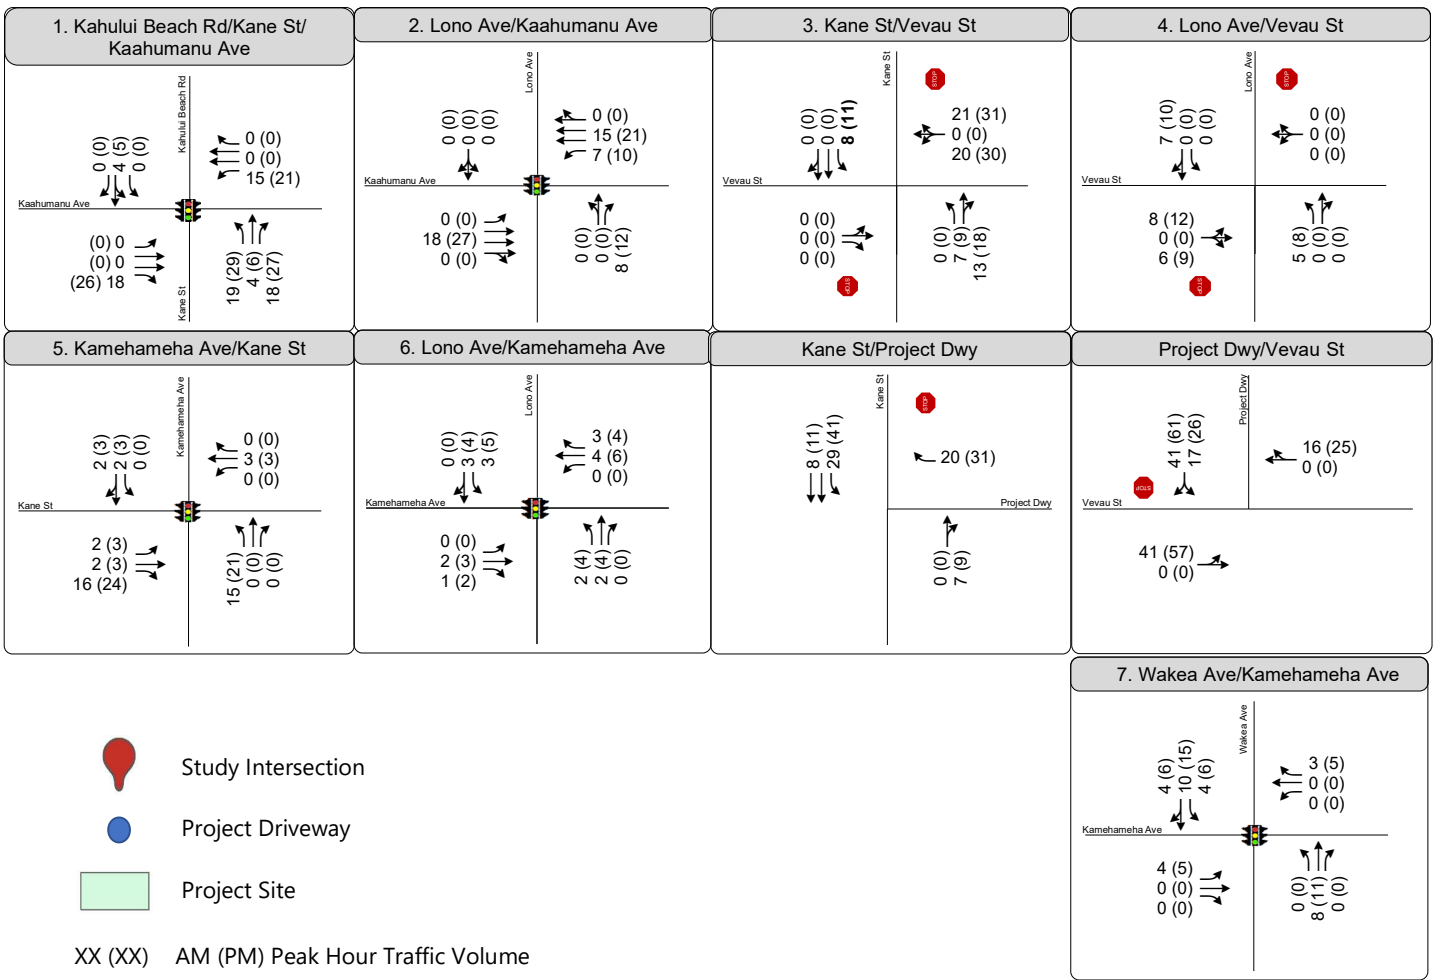 1. Kahului Beach Rd/Kane St/
Kaahumanu Ave
Kahului Beach Rd
0 (0)
4 (5)
0 (0)
0 (0)
0 (0)
15 (21)
Kaahumanu Ave
(0) 0
(0) 0
(26) 18
19 (29)
4 (6)
18 (27)
Kane St
2. Lono Ave/Kaahumanu Ave
Lono Ave
0 (0)
0 (0)
0 (0)
0 (0)
15 (21)
7 (10)
Kaahumanu Ave
0 (0)
18 (27)
0 (0)
0 (0)
0 (0)
8 (12)
3. Kane St/Vevau St
Kane St
STOP
0 (0)
0 (0)
8 (11)
21 (31)
0 (0)
20 (30)
Vevau St
0 (0)
0 (0)
0 (0)
STOP
0 (0)
7 (9)
13 (18)
4. Lono Ave/Vevau St
Lono Ave
STOP
7 (10)
0 (0)
0 (0)
0 (0)
0 (0)
0 (0)
Vevau St
8 (12)
0 (0)
6 (9)
STOP
5 (8)
0 (0)
0 (0)
5. Kamehameha Ave/Kane St
Kamehameha Ave
2 (3)
2 (3)
0 (0)
0 (0)
3 (3)
0 (0)
Kane St
2 (3)
2 (3)
16 (24)
15 (21)
0 (0)
0 (0)
6. Lono Ave/Kamehameha Ave
Lono Ave
0 (0)
3 (4)
3 (5)
3 (4)
4 (6)
0 (0)
Kamehameha Ave
0 (0)
2 (3)
1 (2)
2 (4)
2 (4)
0 (0)
Kane St/Project Dwy
Kane St
STOP
8 (11)
29 (41)
20 (31)
Project Dwy
0 (0)
7 (9)
Project Dwy/Vevau St
Project Dwy
41 (61)
17 (26)
16 (25)
0 (0)
STOP
Vevau St
41 (57)
0 (0)
7. Wakea Ave/Kamehameha Ave
Wakea Ave
4 (6)
10 (15)
4 (6)
3 (5)
0 (0)
0 (0)
Kamehameha Ave
4 (5)
0 (0)
0 (0)
0 (0)
8 (11)
0 (0)
Study Intersection
Project Driveway
Project Site
XX (XX) AM (PM) Peak Hour Traffic Volume